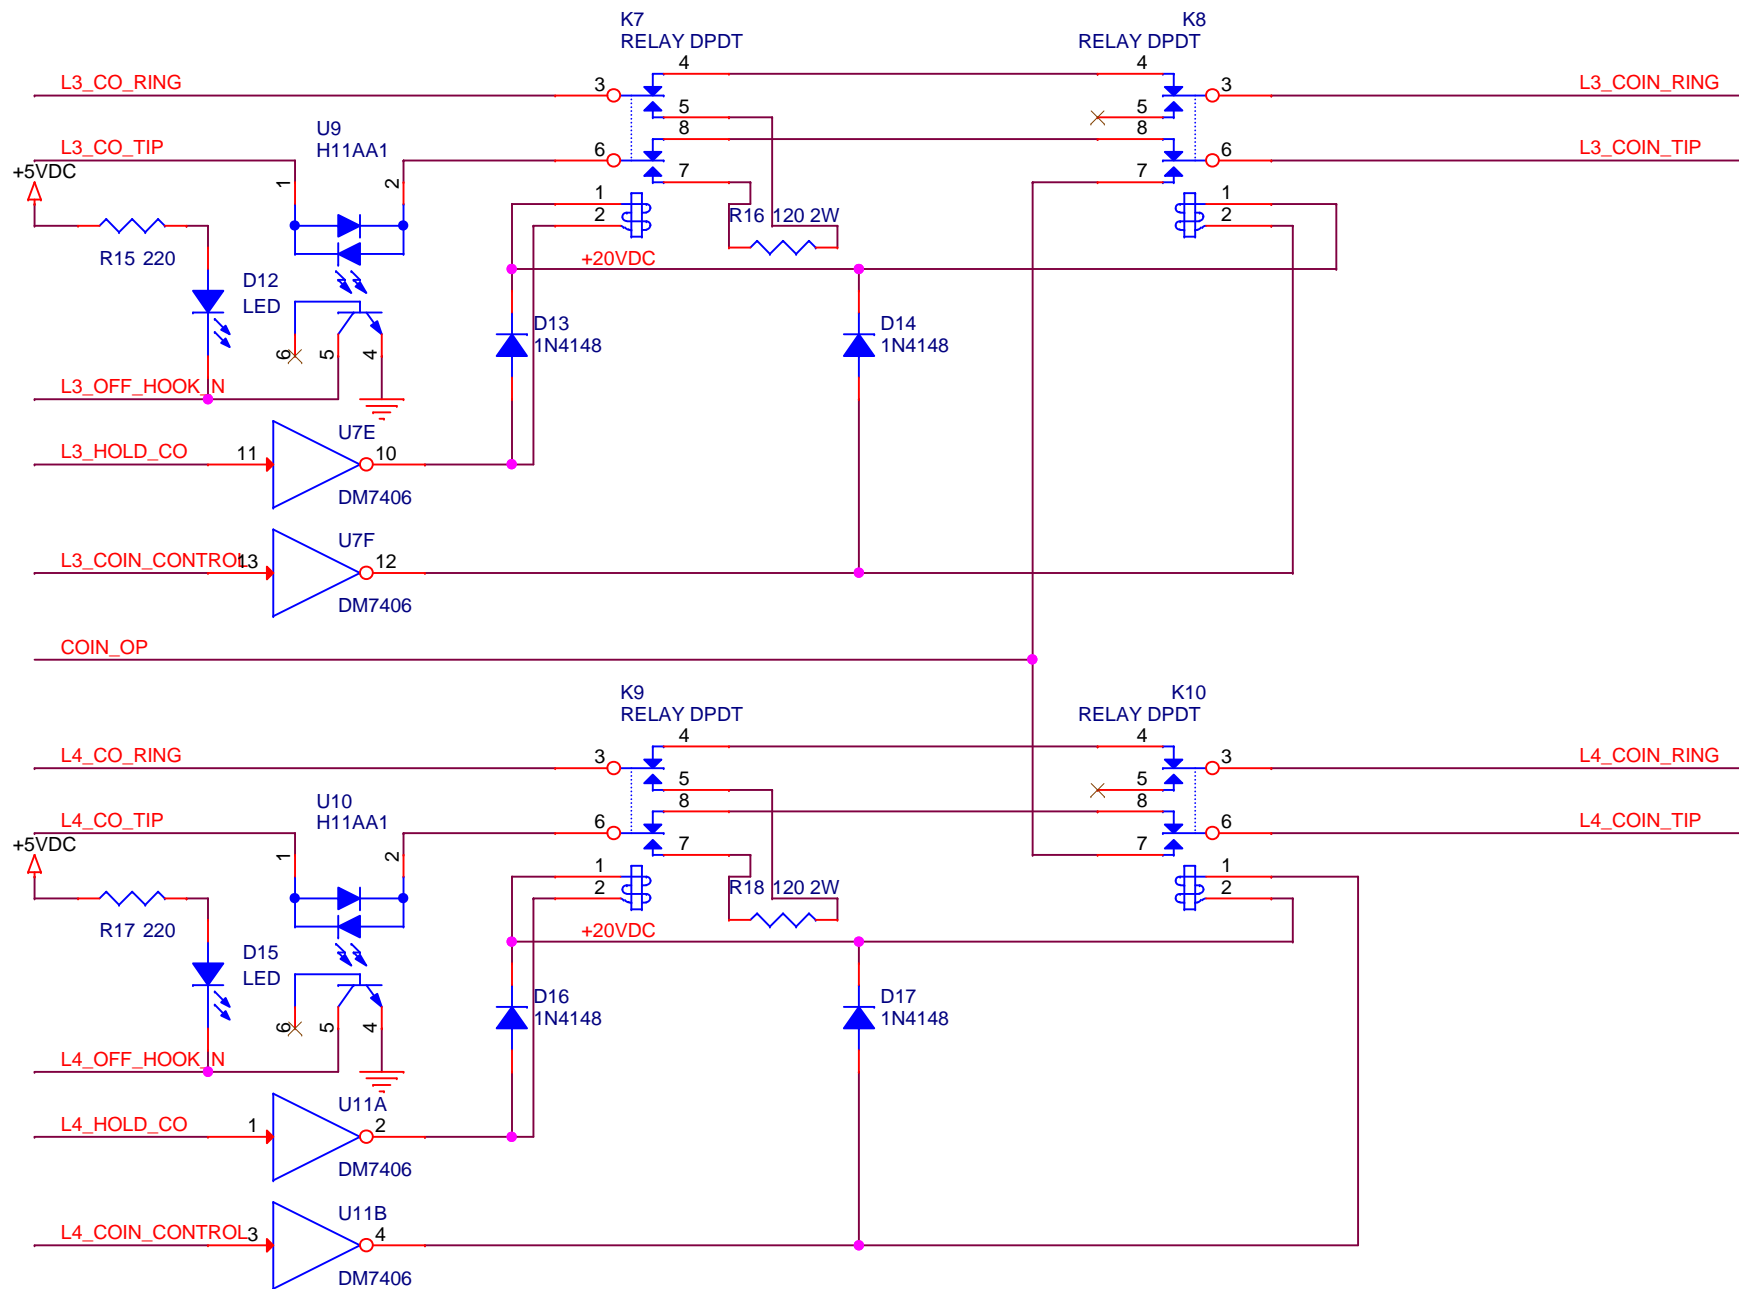 K7
RELAY DPDT
K8
RELAY DPDT
4
4
L3_CO_RING
3
3
L3_COIN_RING
5
5
U9
H11AA1
8
8
L3_CO_TIP
6
6
L3_COIN_TIP
+5VDC
1
2
7
7
1
2
1
2
R16 120 2W
R15 220
+20VDC
D12
LED
D13
1N4148
D14
1N4148
6
5
4
L3_OFF_HOOK_N
U7E
L3_HOLD_CO
11
10
DM7406
U7F
L3_COIN_CONTROL
13
12
DM7406
COIN_OP
K9
RELAY DPDT
K10
RELAY DPDT
4
4
L4_CO_RING
3
3
L4_COIN_RING
5
5
U10
H11AA1
8
8
L4_CO_TIP
6
6
L4_COIN_TIP
+5VDC
1
2
7
7
1
2
1
2
R18 120 2W
R17 220
+20VDC
D15
LED
D16
1N4148
D17
1N4148
6
5
4
L4_OFF_HOOK_N
U11A
L4_HOLD_CO
1
2
DM7406
U11B
L4_COIN_CONTROL
3
4
DM7406